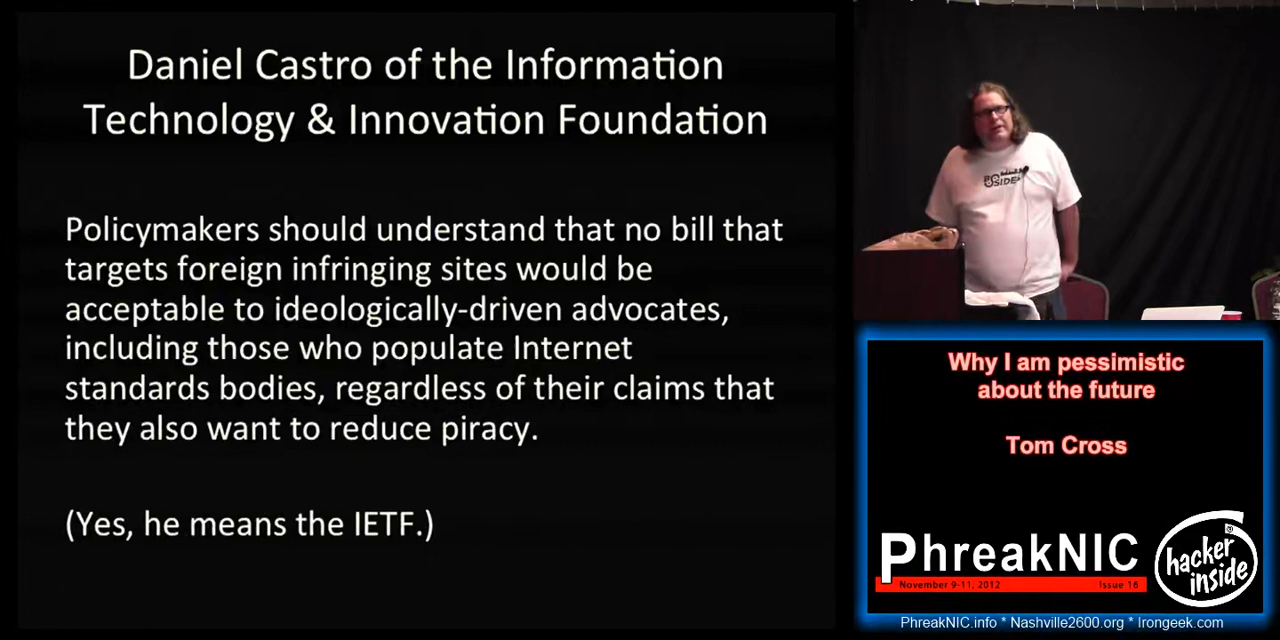 Daniel Castro of the Information
Technology & Innovation Foundation
Policymakers should understand that no bill that
targets foreign infringing sites would be
acceptable to ideologically-driven advocates,
including those who populate Internet
standards bodies, regardless of their claims that
they also want to reduce piracy.
(Yes, he means the IETF.)
Why I am pessimistic
about the future
Tom Cross
PhreakNIC
November 9-11, 2012 Issue 16
hacker
inside
PhreakNIC.info * Nashville2600.org * Irongeek.com